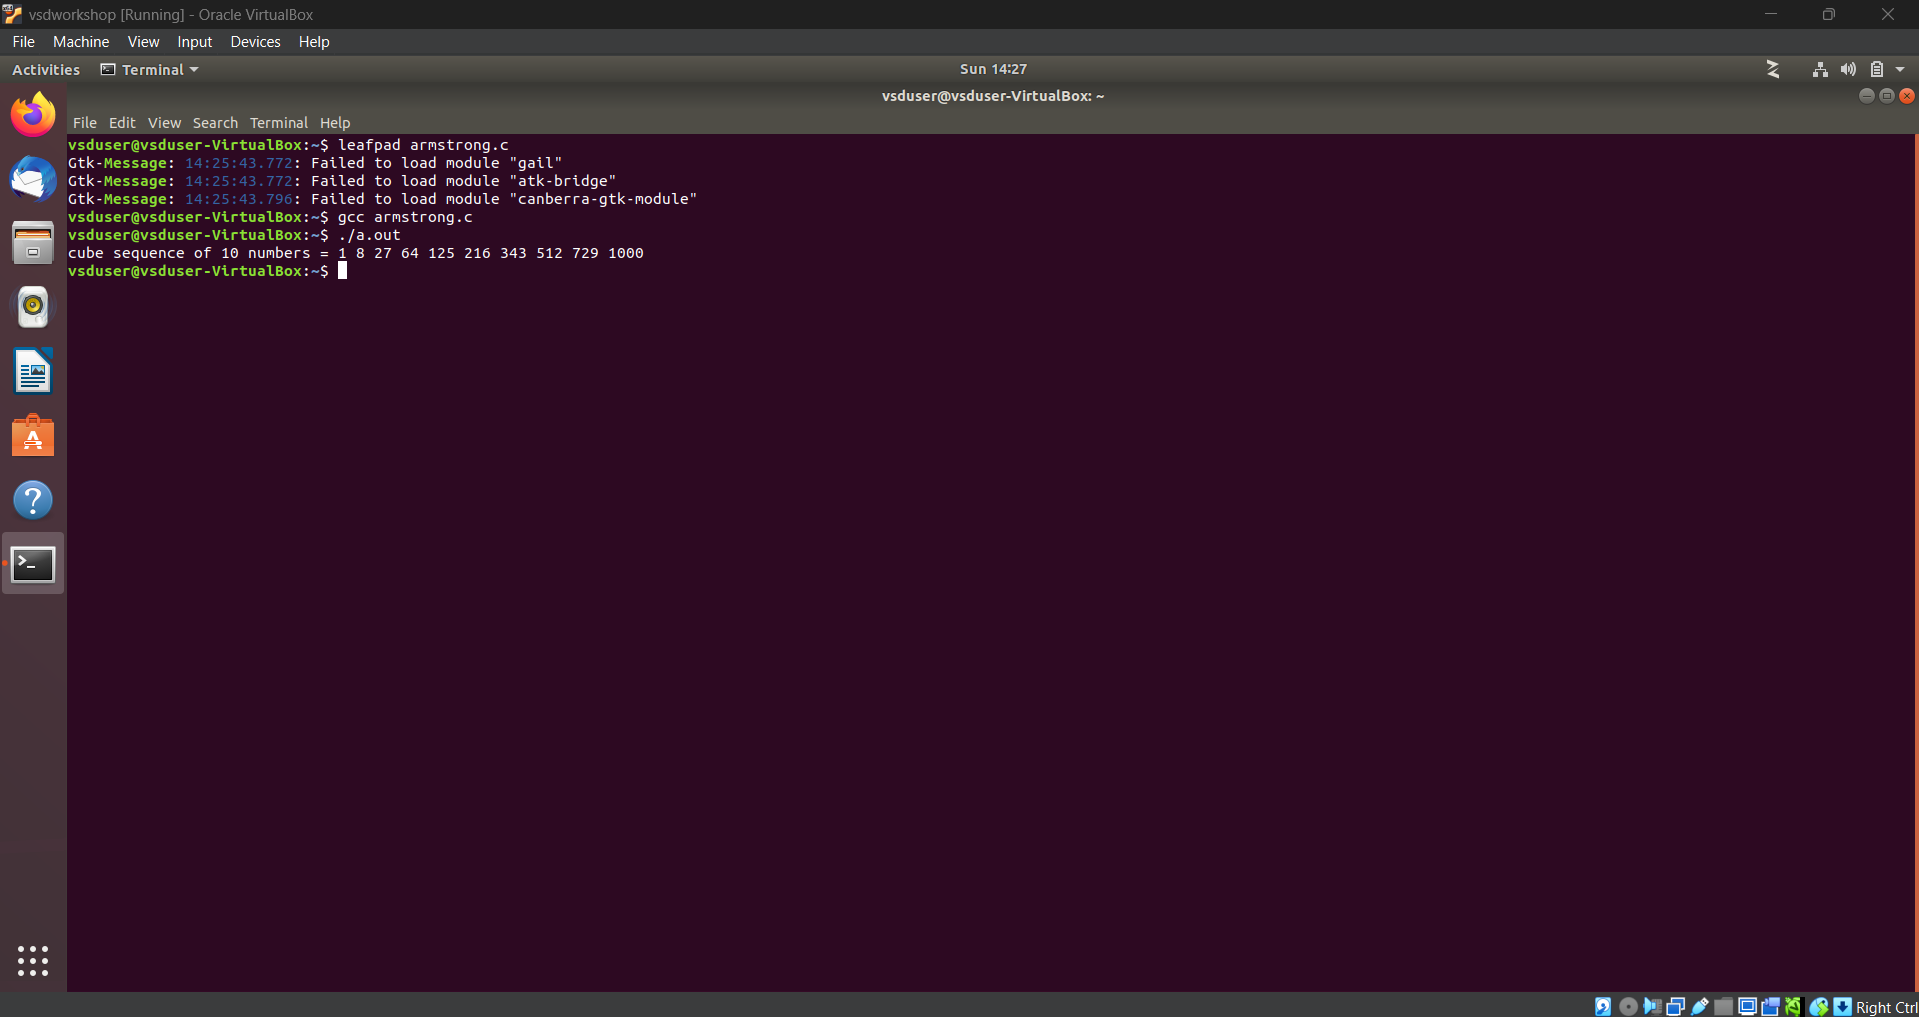 vsdworkshop [Running] - Oracle VirtualBox
File Machine View Input Devices Help
Activities Terminal Sun 14:27
vsduser@vsduser-VirtualBox: ~
File Edit View Search Terminal Help
vsduser@vsduser-VirtualBox:~$ leafpad armstrong.c
Gtk-Message: 14:25:43.772: Failed to load module "gail"
Gtk-Message: 14:25:43.772: Failed to load module "atk-bridge"
Gtk-Message: 14:25:43.796: Failed to load module "canberra-gtk-module"
vsduser@vsduser-VirtualBox:~$ gcc armstrong.c
vsduser@vsduser-VirtualBox:~$ ./a.out
cube sequence of 10 numbers = 1 8 27 64 125 216 343 512 729 1000
vsduser@vsduser-VirtualBox:~$
Right Ctrl